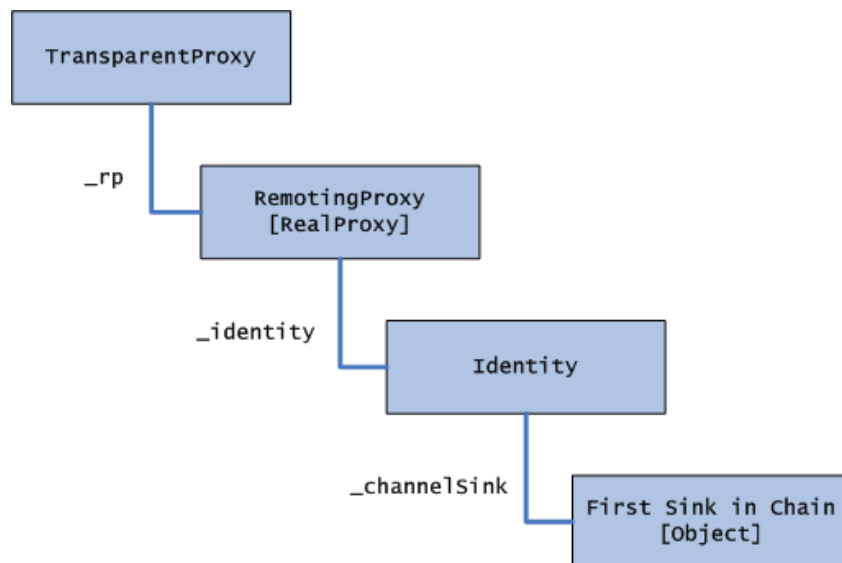 TransparentProxy
_rp
RemotingProxy
[RealProxy]
_identity
Identity
_channelSink
First Sink in Chain
[Object]